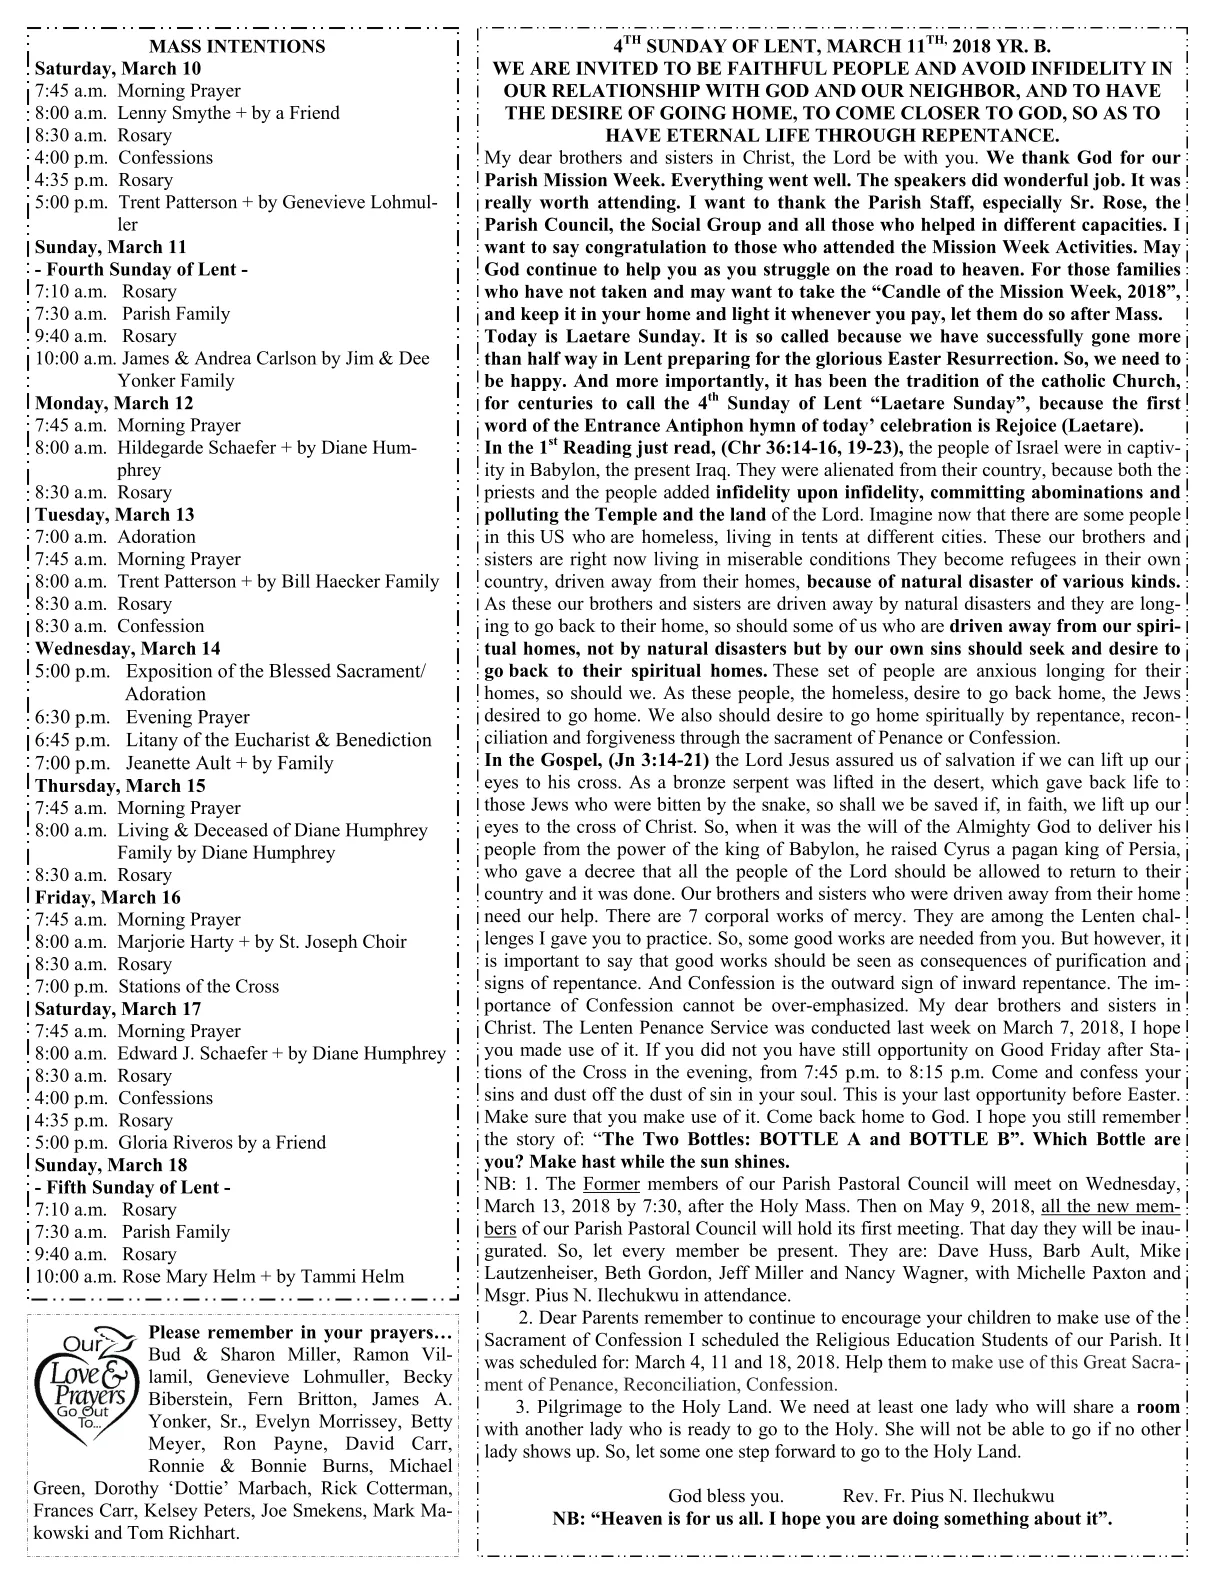 MASS INTENTIONS
Saturday, March 10
7:45 a.m. Morning Prayer
8:00 a.m. Lenny Smythe + by a Friend
8:30 a.m. Rosary
4:00 p.m. Confessions
4:35 p.m. Rosary
5:00 p.m. Trent Patterson + by Genevieve Lohmul-
ler
Sunday, March 11
- Fourth Sunday of Lent -
7:10 a.m. Rosary
7:30 a.m. Parish Family
9:40 a.m. Rosary
10:00 a.m. James & Andrea Carlson by Jim & Dee
Yonker Family
Monday, March 12
7:45 a.m. Morning Prayer
8:00 a.m. Hildegarde Schaefer + by Diane Hum-
phrey
8:30 a.m. Rosary
Tuesday, March 13
7:00 a.m. Adoration
7:45 a.m. Morning Prayer
8:00 a.m. Trent Patterson + by Bill Haecker Family
8:30 a.m. Rosary
8:30 a.m. Confession
Wednesday, March 14
5:00 p.m. Exposition of the Blessed Sacrament/
Adoration
6:30 p.m. Evening Prayer
6:45 p.m. Litany of the Eucharist & Benediction
7:00 p.m. Jeanette Ault + by Family
Thursday, March 15
7:45 a.m. Morning Prayer
8:00 a.m. Living & Deceased of Diane Humphrey
Family by Diane Humphrey
8:30 a.m. Rosary
Friday, March 16
7:45 a.m. Morning Prayer
8:00 a.m. Marjorie Harty + by St. Joseph Choir
8:30 a.m. Rosary
7:00 p.m. Stations of the Cross
Saturday, March 17
7:45 a.m. Morning Prayer
8:00 a.m. Edward J. Schaefer + by Diane Humphrey
8:30 a.m. Rosary
4:00 p.m. Confessions
4:35 p.m. Rosary
5:00 p.m. Gloria Riveros by a Friend
Sunday, March 18
- Fifth Sunday of Lent -
7:10 a.m. Rosary
7:30 a.m. Parish Family
9:40 a.m. Rosary
10:00 a.m. Rose Mary Helm + by Tammi Helm
Our
Love &
Prayers
Go Out
To...
Please remember in your prayers…
Bud & Sharon Miller, Ramon Vil-
lamil, Genevieve Lohmuller, Becky
Biberstein, Fern Britton, James A.
Yonker, Sr., Evelyn Morrissey, Betty
Meyer, Ron Payne, David Carr,
Ronnie & Bonnie Burns, Michael
Green, Dorothy ‘Dottie’ Marbach, Rick Cotterman,
Frances Carr, Kelsey Peters, Joe Smekens, Mark Ma-
kowski and Tom Richhart.
4TH SUNDAY OF LENT, MARCH 11TH, 2018 YR. B.
WE ARE INVITED TO BE FAITHFUL PEOPLE AND AVOID INFIDELITY IN
OUR RELATIONSHIP WITH GOD AND OUR NEIGHBOR, AND TO HAVE
THE DESIRE OF GOING HOME, TO COME CLOSER TO GOD, SO AS TO
HAVE ETERNAL LIFE THROUGH REPENTANCE.
My dear brothers and sisters in Christ, the Lord be with you. We thank God for our
Parish Mission Week. Everything went well. The speakers did wonderful job. It was
really worth attending. I want to thank the Parish Staff, especially Sr. Rose, the
Parish Council, the Social Group and all those who helped in different capacities. I
want to say congratulation to those who attended the Mission Week Activities. May
God continue to help you as you struggle on the road to heaven. For those families
who have not taken and may want to take the “Candle of the Mission Week, 2018”,
and keep it in your home and light it whenever you pay, let them do so after Mass.
Today is Laetare Sunday. It is so called because we have successfully gone more
than half way in Lent preparing for the glorious Easter Resurrection. So, we need to
be happy. And more importantly, it has been the tradition of the catholic Church,
for centuries to call the 4th Sunday of Lent “Laetare Sunday”, because the first
word of the Entrance Antiphon hymn of today’ celebration is Rejoice (Laetare).
In the 1st Reading just read, (Chr 36:14-16, 19-23), the people of Israel were in captiv-
ity in Babylon, the present Iraq. They were alienated from their country, because both the
priests and the people added infidelity upon infidelity, committing abominations and
polluting the Temple and the land of the Lord. Imagine now that there are some people
in this US who are homeless, living in tents at different cities. These our brothers and
sisters are right now living in miserable conditions They become refugees in their own
country, driven away from their homes, because of natural disaster of various kinds.
As these our brothers and sisters are driven away by natural disasters and they are long-
ing to go back to their home, so should some of us who are driven away from our spiri-
tual homes, not by natural disasters but by our own sins should seek and desire to
go back to their spiritual homes. These set of people are anxious longing for their
homes, so should we. As these people, the homeless, desire to go back home, the Jews
desired to go home. We also should desire to go home spiritually by repentance, recon-
ciliation and forgiveness through the sacrament of Penance or Confession.
In the Gospel, (Jn 3:14-21) the Lord Jesus assured us of salvation if we can lift up our
eyes to his cross. As a bronze serpent was lifted in the desert, which gave back life to
those Jews who were bitten by the snake, so shall we be saved if, in faith, we lift up our
eyes to the cross of Christ. So, when it was the will of the Almighty God to deliver his
people from the power of the king of Babylon, he raised Cyrus a pagan king of Persia,
who gave a decree that all the people of the Lord should be allowed to return to their
country and it was done. Our brothers and sisters who were driven away from their home
need our help. There are 7 corporal works of mercy. They are among the Lenten chal-
lenges I gave you to practice. So, some good works are needed from you. But however, it
is important to say that good works should be seen as consequences of purification and
signs of repentance. And Confession is the outward sign of inward repentance. The im-
portance of Confession cannot be over-emphasized. My dear brothers and sisters in
Christ. The Lenten Penance Service was conducted last week on March 7, 2018, I hope
you made use of it. If you did not you have still opportunity on Good Friday after Sta-
tions of the Cross in the evening, from 7:45 p.m. to 8:15 p.m. Come and confess your
sins and dust off the dust of sin in your soul. This is your last opportunity before Easter.
Make sure that you make use of it. Come back home to God. I hope you still remember
the story of: “The Two Bottles: BOTTLE A and BOTTLE B”. Which Bottle are
you? Make hast while the sun shines.
NB: 1. The Former members of our Parish Pastoral Council will meet on Wednesday,
March 13, 2018 by 7:30, after the Holy Mass. Then on May 9, 2018, all the new mem-
bers of our Parish Pastoral Council will hold its first meeting. That day they will be inau-
gurated. So, let every member be present. They are: Dave Huss, Barb Ault, Mike
Lautzenheiser, Beth Gordon, Jeff Miller and Nancy Wagner, with Michelle Paxton and
Msgr. Pius N. Ilechukwu in attendance.
2. Dear Parents remember to continue to encourage your children to make use of the
Sacrament of Confession I scheduled the Religious Education Students of our Parish. It
was scheduled for: March 4, 11 and 18, 2018. Help them to make use of this Great Sacra-
ment of Penance, Reconciliation, Confession.
3. Pilgrimage to the Holy Land. We need at least one lady who will share a room
with another lady who is ready to go to the Holy. She will not be able to go if no other
lady shows up. So, let some one step forward to go to the Holy Land.
God bless you. Rev. Fr. Pius N. Ilechukwu
NB: “Heaven is for us all. I hope you are doing something about it”.